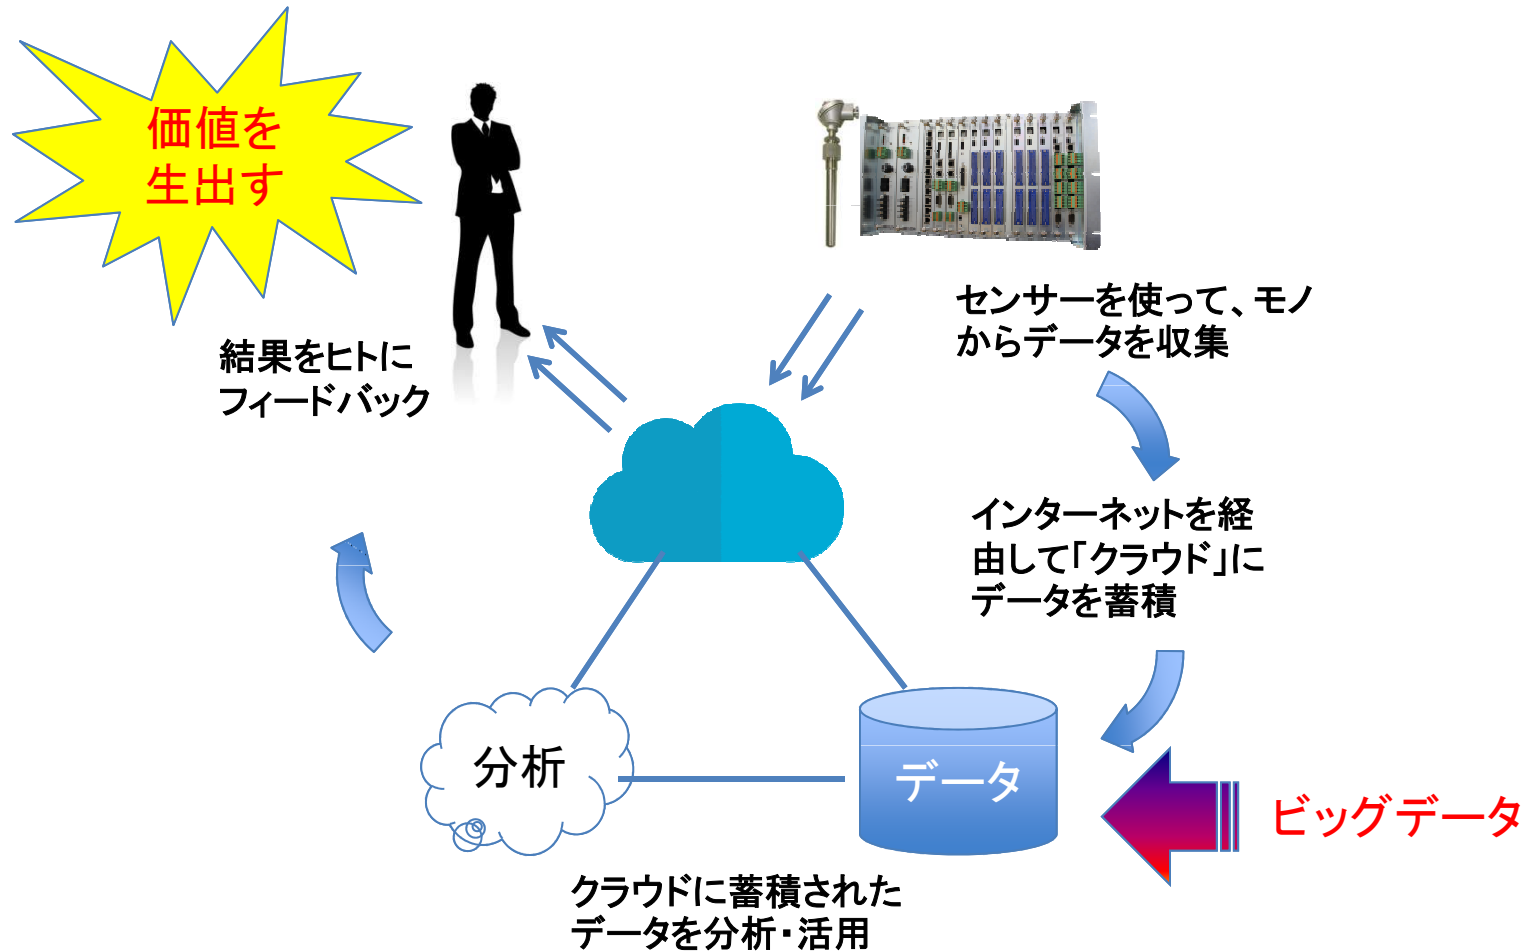 価値を
生出す
結果をヒトに
フィードバック
センサーを使って、モノ
からデータを収集
インターネットを経
由して「クラウド」に
データを蓄積
分析
データ
ビッグデータ
クラウドに蓄積された
データを分析・活用